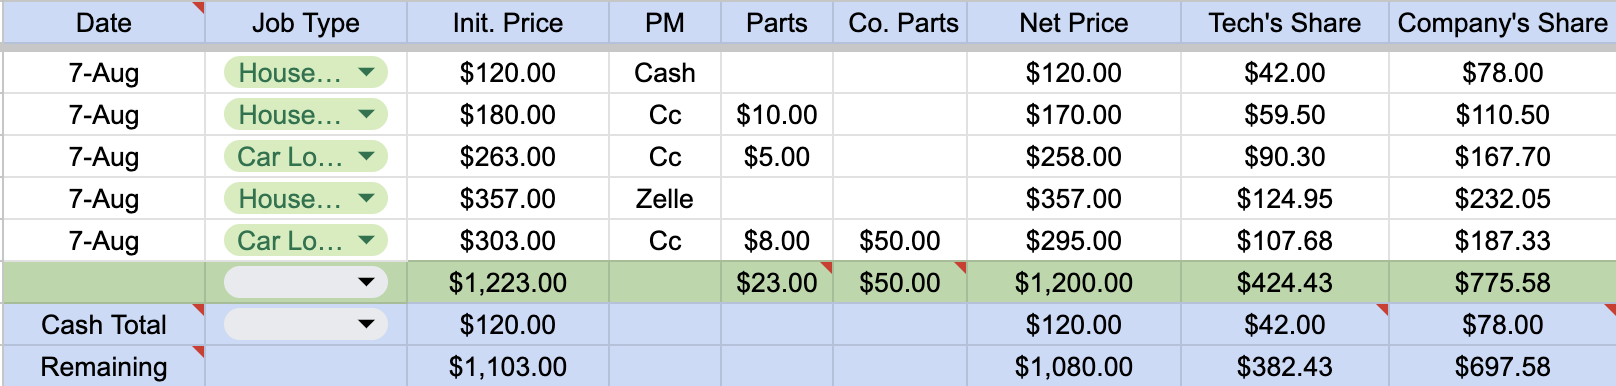 Date Job Type Init. Price PM Parts Co. Parts Net Price Tech's Share Company's Share
7-Aug House... $120.00 Cash $120.00 $42.00 $78.00
7-Aug House... $180.00 Cc $10.00 $170.00 $59.50 $110.50
7-Aug Car Lo... $263.00 Cc $5.00 $258.00 $90.30 $167.70
7-Aug House... $357.00 Zelle $357.00 $124.95 $232.05
7-Aug Car Lo... $303.00 Cc $8.00 $50.00 $295.00 $107.68 $187.33
$1,223.00 $23.00 $50.00 $1,200.00 $424.43 $775.58
Cash Total $120.00 $120.00 $42.00 $78.00
Remaining $1,103.00 $1,080.00 $382.43 $697.58